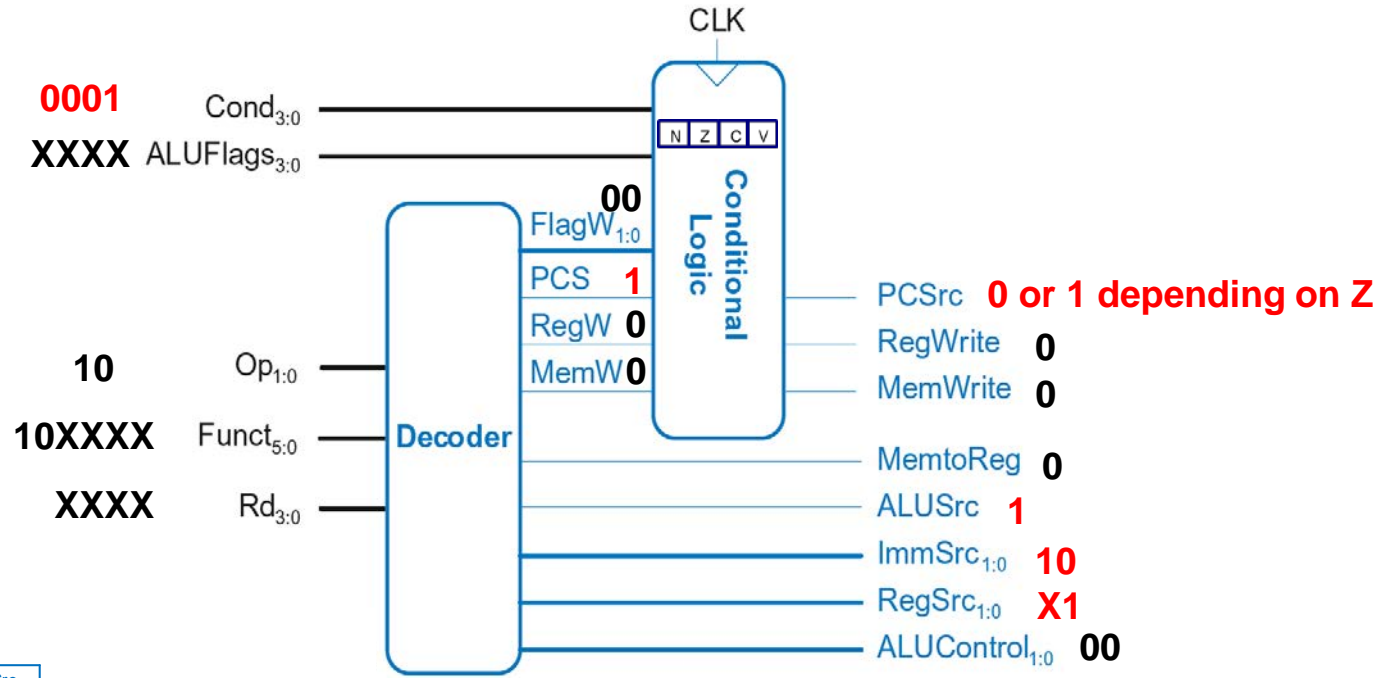 CLK
0001 Cond3:0
N Z C V
XXXX ALUFlags3:0
Conditional
Logic
00
FlagW1:0
PCS 1
PCSrc 0 or 1 depending on Z
RegW 0
RegWrite 0
10 Op1:0
MemW 0
MemWrite 0
10XXXX Funct5:0
Decoder
MemtoReg 0
XXXX Rd3:0
ALUSrc 1
ImmSrc1:0 10
RegSrc1:0 X1
ALUControl1:0 00